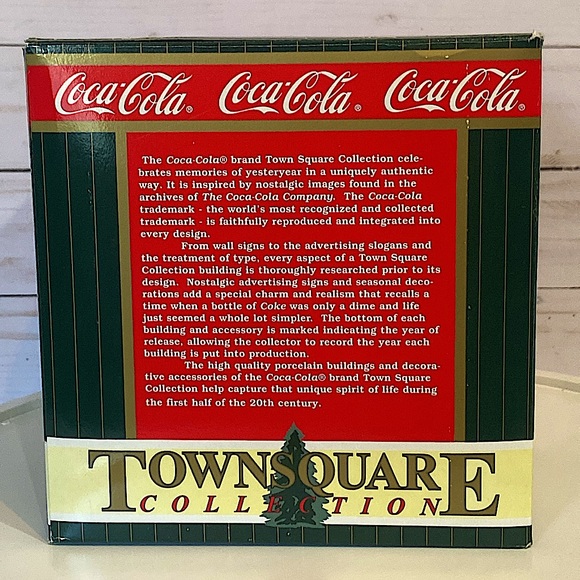 Coca-Cola® Coca-Cola® Coca-Cola®
The Coca-Cola® brand Town Square Collection cele-
brates memories of yesteryear in a uniquely authentic
way. It is inspired by nostalgic images found in the
archives of The Coca-Cola Company. The Coca-Cola
trademark - the world's most recognized and collected
trademark - is faithfully reproduced and integrated into
every design.
From wall signs to the advertising slogans and
the treatment of type, every aspect of a Town Square
Collection building is thoroughly researched prior to its
design. Nostalgic advertising signs and seasonal deco-
rations add a special charm and realism that recalls a
time when a bottle of Coke was only a dime and life
just seemed a whole lot simpler. The bottom of each
building and accessory is marked indicating the year of
release, allowing the collector to record the year each
building is put into production.
The high quality porcelain buildings and decora-
tive accessories of the Coca-Cola® brand Town Square
Collection help capture that unique spirit of life during
the first half of the 20th century.
TOWNSQUARE
COLLECTION